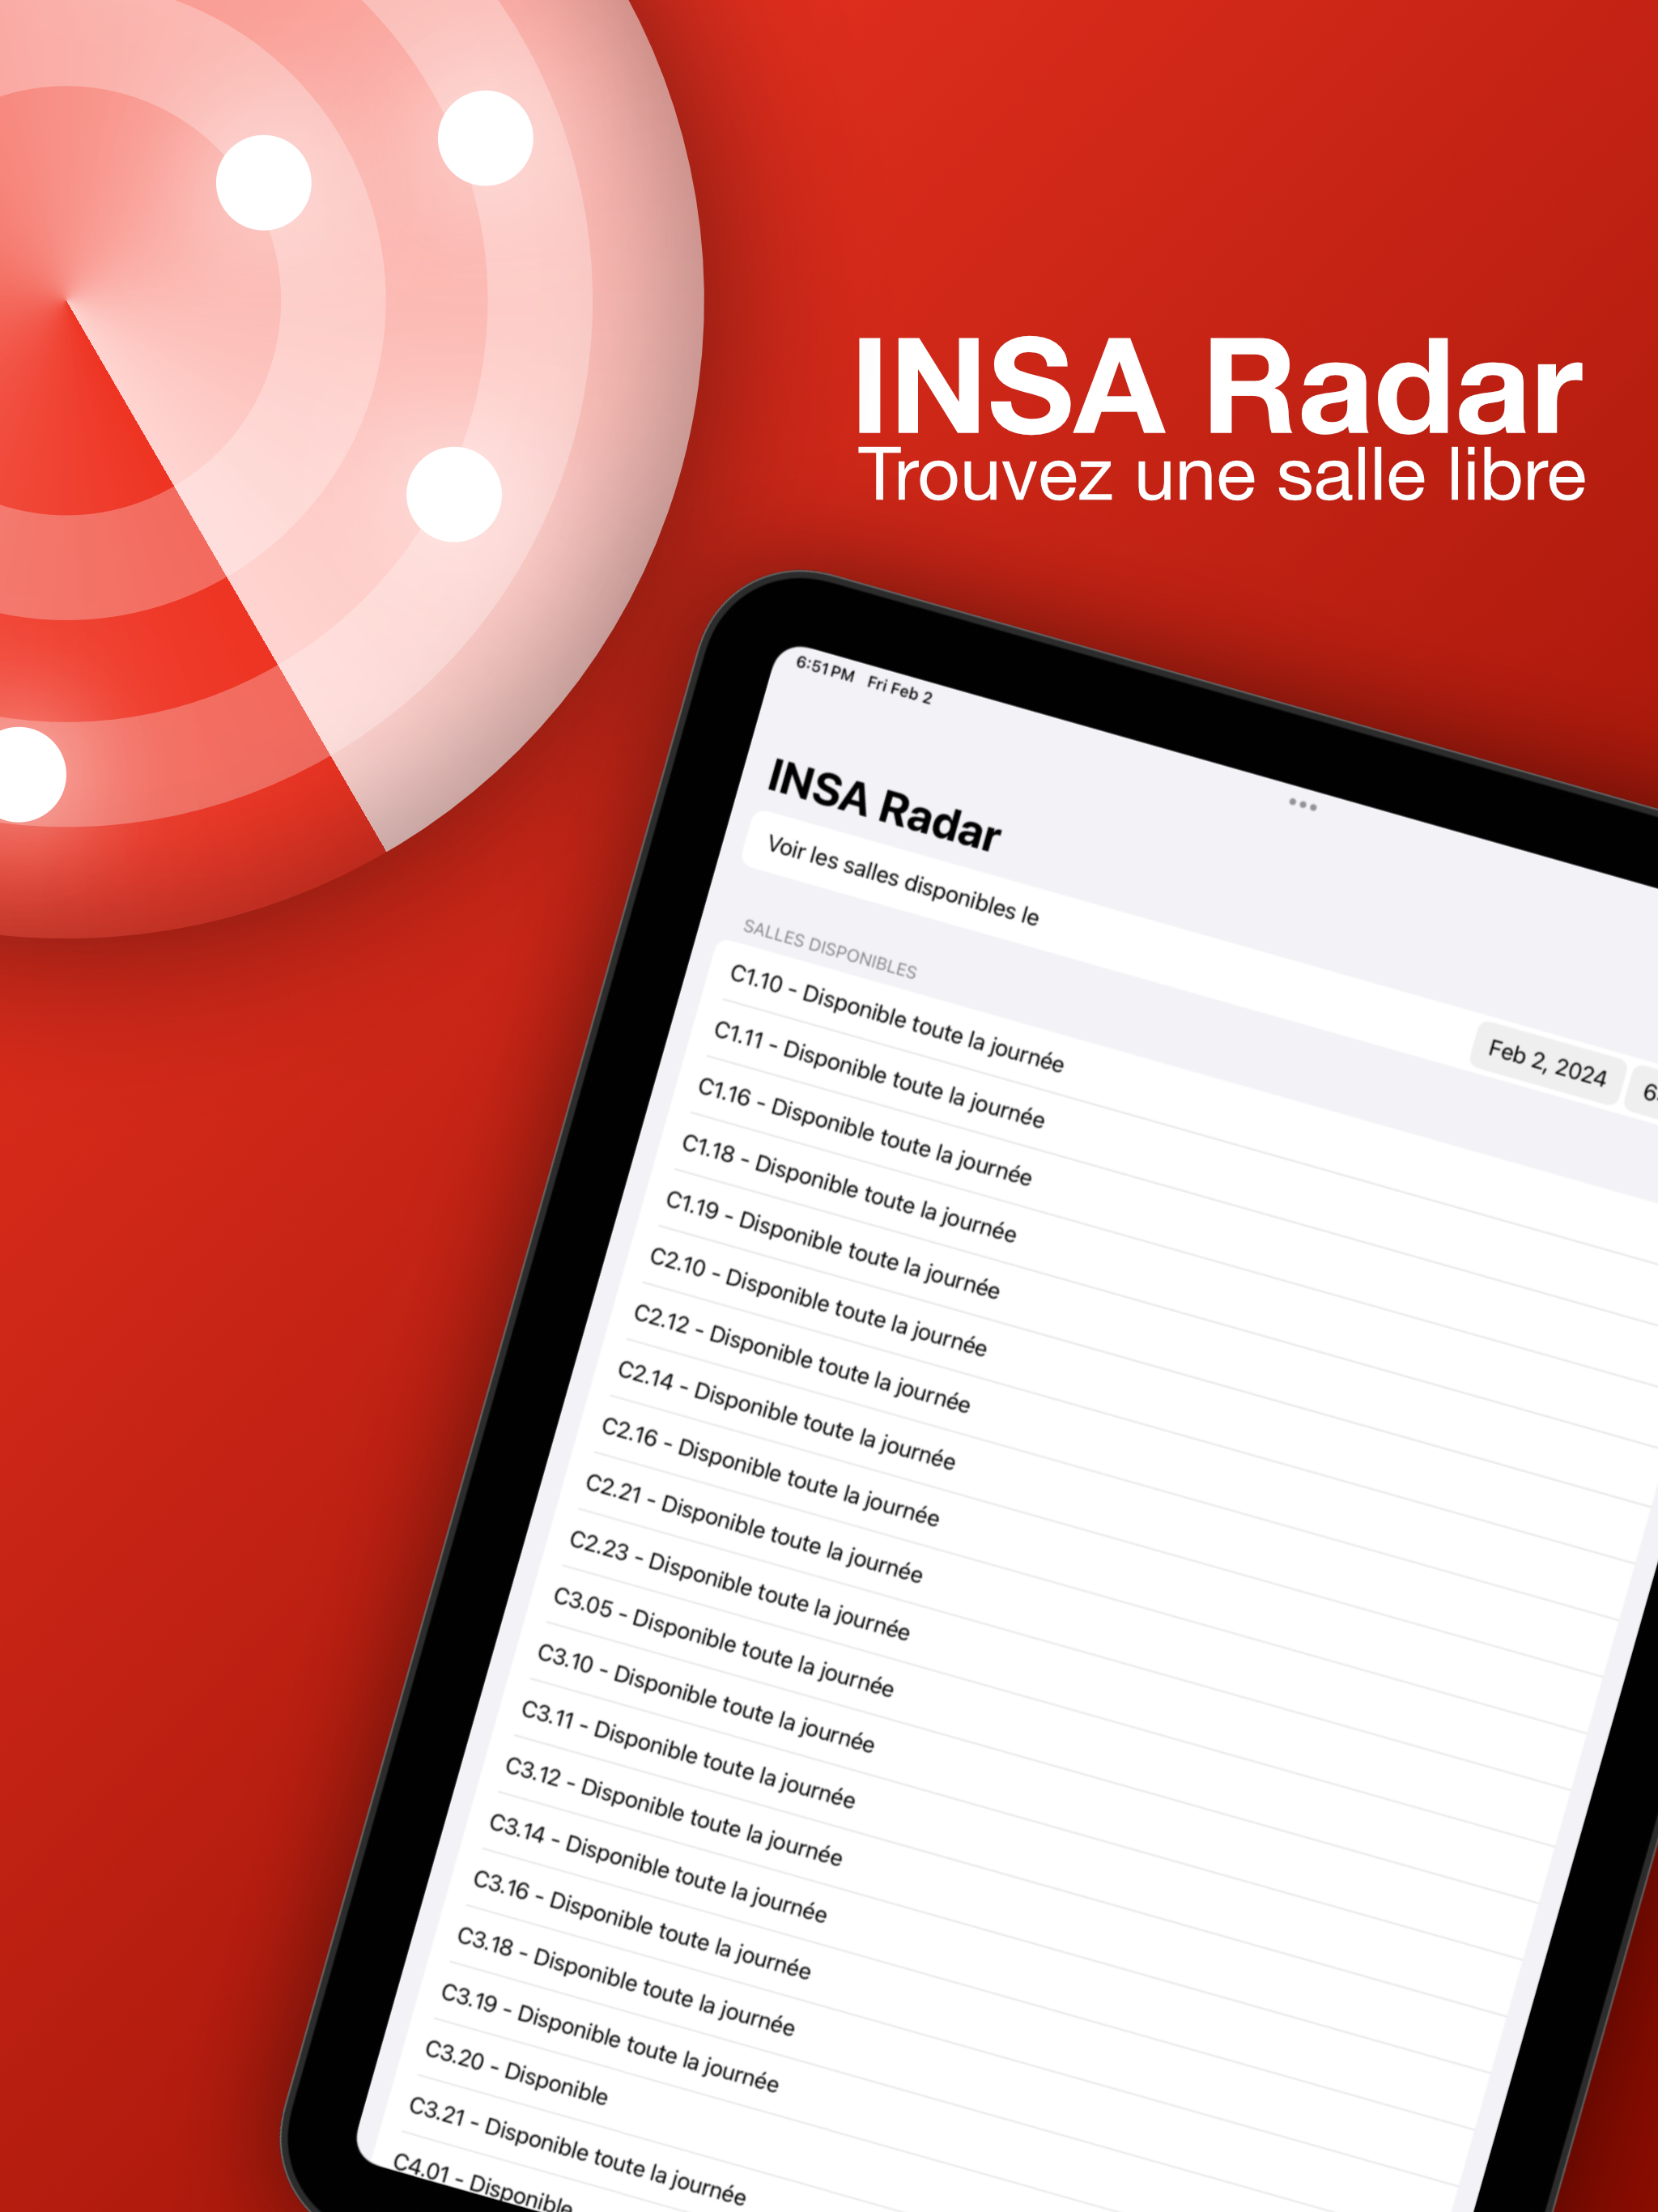 INSA Radar
Trouvez une salle libre
6:51 PM Fri Feb 2
INSA Radar
Voir les salles disponibles le
Feb 2, 2024
SALLES DISPONIBLES
C1.10 - Disponible toute la journée
C1.11 - Disponible toute la journée
C1.16 - Disponible toute la journée
C1.18 - Disponible toute la journée
C1.19 - Disponible toute la journée
C2.10 - Disponible toute la journée
C2.12 - Disponible toute la journée
C2.14 - Disponible toute la journée
C2.16 - Disponible toute la journée
C2.21 - Disponible toute la journée
C2.23 - Disponible toute la journée
C3.05 - Disponible toute la journée
C3.10 - Disponible toute la journée
C3.11 - Disponible toute la journée
C3.12 - Disponible toute la journée
C3.14 - Disponible toute la journée
C3.16 - Disponible toute la journée
C3.18 - Disponible toute la journée
C3.19 - Disponible toute la journée
C3.20 - Disponible
C3.21 - Disponible toute la journée
C4.01 - Disponible